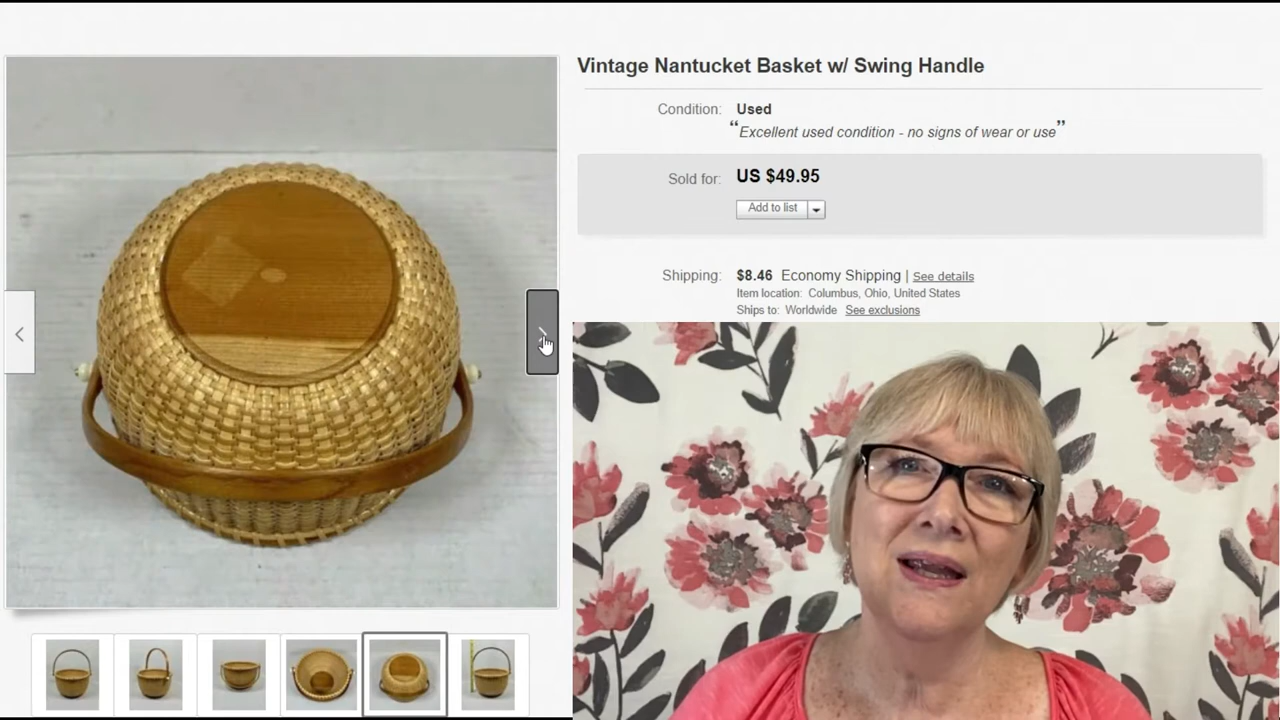 Vintage Nantucket Basket w/ Swing Handle
Condition: Used
“Excellent used condition - no signs of wear or use”
Sold for: US $49.95
Add to list
Shipping: $8.46 Economy Shipping | See details
Item location: Columbus, Ohio, United States
Ships to: Worldwide See exclusions